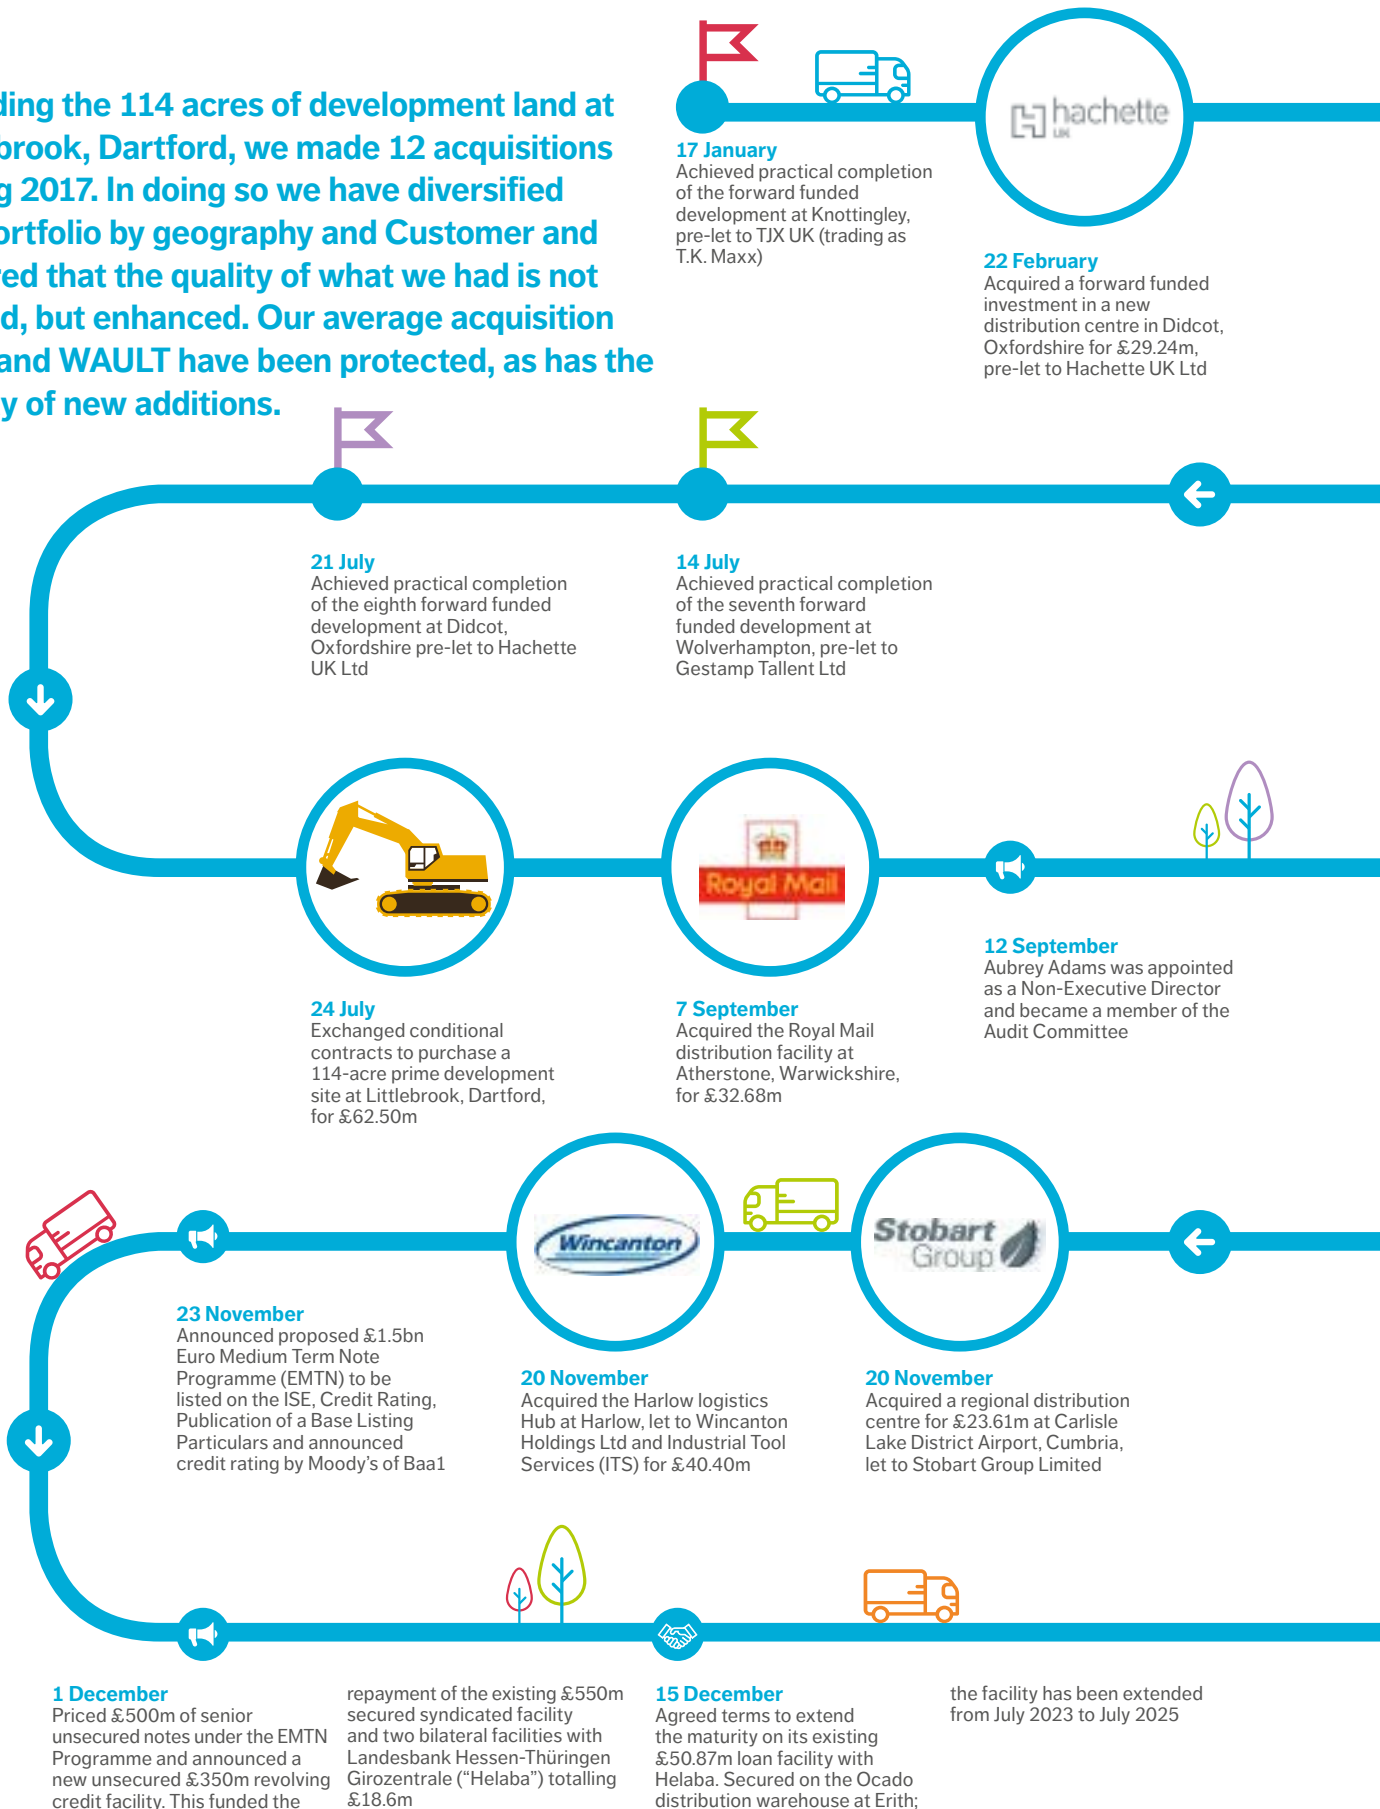 ding the 114 acres of development land at
brook, Dartford, we made 12 acquisitions
g 2017. In doing so we have diversified
ortfolio by geography and Customer and
red that the quality of what we had is not
d, but enhanced. Our average acquisition
and WAULT have been protected, as has the
y of new additions.
17 January
Achieved practical completion
of the forward funded
development at Knottingley,
pre-let to TJX UK (trading as
T.K. Maxx)
hachette
UK
22 February
Acquired a forward funded
investment in a new
distribution centre in Didcot,
Oxfordshire for £29.24m,
pre-let to Hachette UK Ltd
21 July
Achieved practical completion
of the eighth forward funded
development at Didcot,
Oxfordshire pre-let to Hachette
UK Ltd
14 July
Achieved practical completion
of the seventh forward
funded development at
Wolverhampton, pre-let to
Gestamp Tallent Ltd
24 July
Exchanged conditional
contracts to purchase a
114-acre prime development
site at Littlebrook, Dartford,
for £62.50m
Royal Mail
7 September
Acquired the Royal Mail
distribution facility at
Atherstone, Warwickshire,
for £32.68m
12 September
Aubrey Adams was appointed
as a Non-Executive Director
and became a member of the
Audit Committee
23 November
Announced proposed £1.5bn
Euro Medium Term Note
Programme (EMTN) to be
listed on the ISE, Credit Rating,
Publication of a Base Listing
Particulars and announced
credit rating by Moody’s of Baa1
Wincanton
20 November
Acquired the Harlow logistics
Hub at Harlow, let to Wincanton
Holdings Ltd and Industrial Tool
Services (ITS) for £40.40m
Stobart
Group
20 November
Acquired a regional distribution
centre for £23.61m at Carlisle
Lake District Airport, Cumbria,
let to Stobart Group Limited
1 December
Priced £500m of senior
unsecured notes under the EMTN
Programme and announced a
new unsecured £350m revolving
credit facility. This funded the
repayment of the existing £550m
secured syndicated facility
and two bilateral facilities with
Landesbank Hessen-Thüringen
Girozentrale (“Helaba”) totalling
£18.6m
15 December
Agreed terms to extend
the maturity on its existing
£50.87m loan facility with
Helaba. Secured on the Ocado
distribution warehouse at Erith;
the facility has been extended
from July 2023 to July 2025